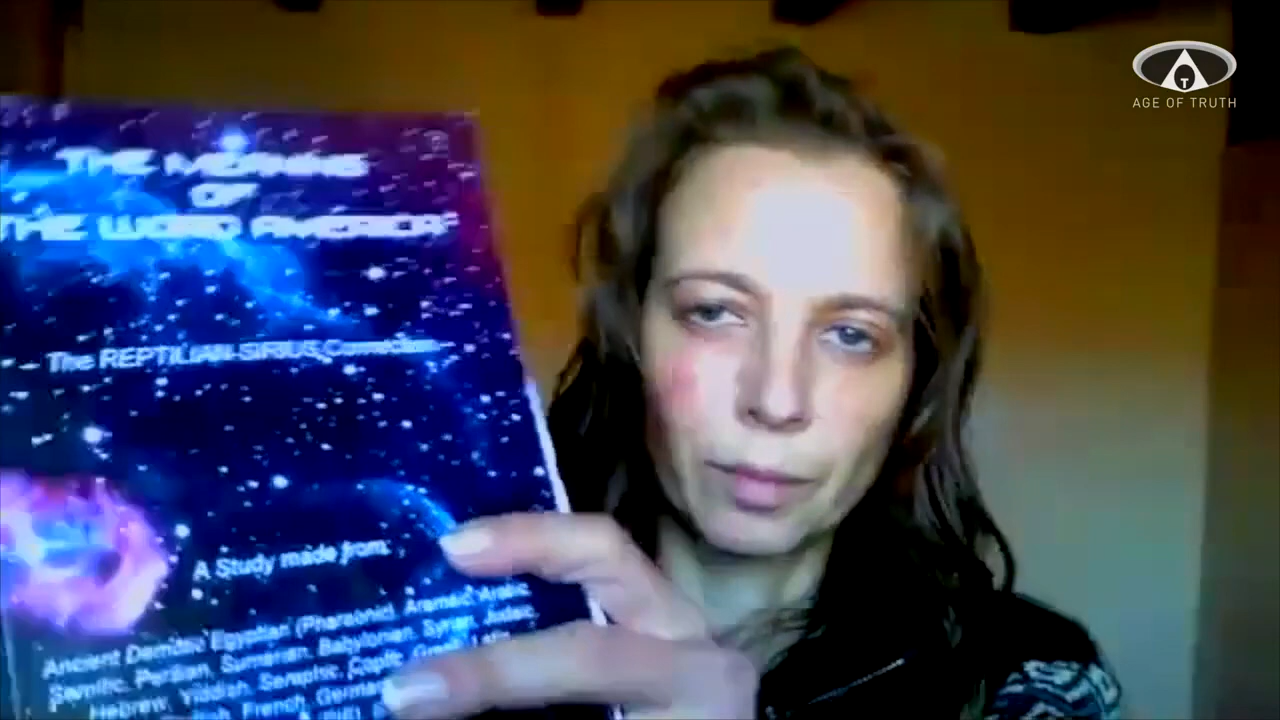 THE MEANING
OF
THE WORD AMERICA
The REPTILIAN-SIRIUS Connection
A Study made from:
Ancient Demotic Egyptian (Pharaonic), Aramaic, Arabic,
Persian, Sumerian, Babylonian, Syrian, Judaic,
Hebrew, Yiddish, Seraphic, Coptic, Greek, Latin
French, German
T
AGE OF TRUTH